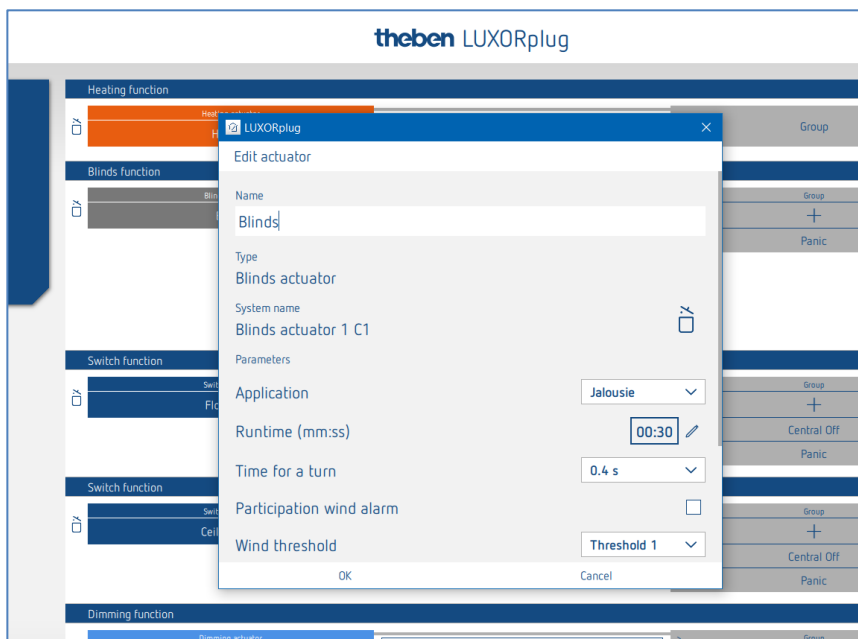 theben LUXORplug
Heating function
Group
LUXORplug
Edit actuator
Blinds function
Name
Blinds
Group
+
Panic
Type
Blinds actuator
System name
Blinds actuator 1 C1
Switch function
Parameters
Application
Jalousie
Group
+
Central Off
Panic
Runtime (mm:ss)
00:30
Time for a turn
0.4 s
Switch function
Participation wind alarm
Group
+
Central Off
Panic
Wind threshold
Threshold 1
OK
Cancel
Dimming function
Dimming actuator
Group